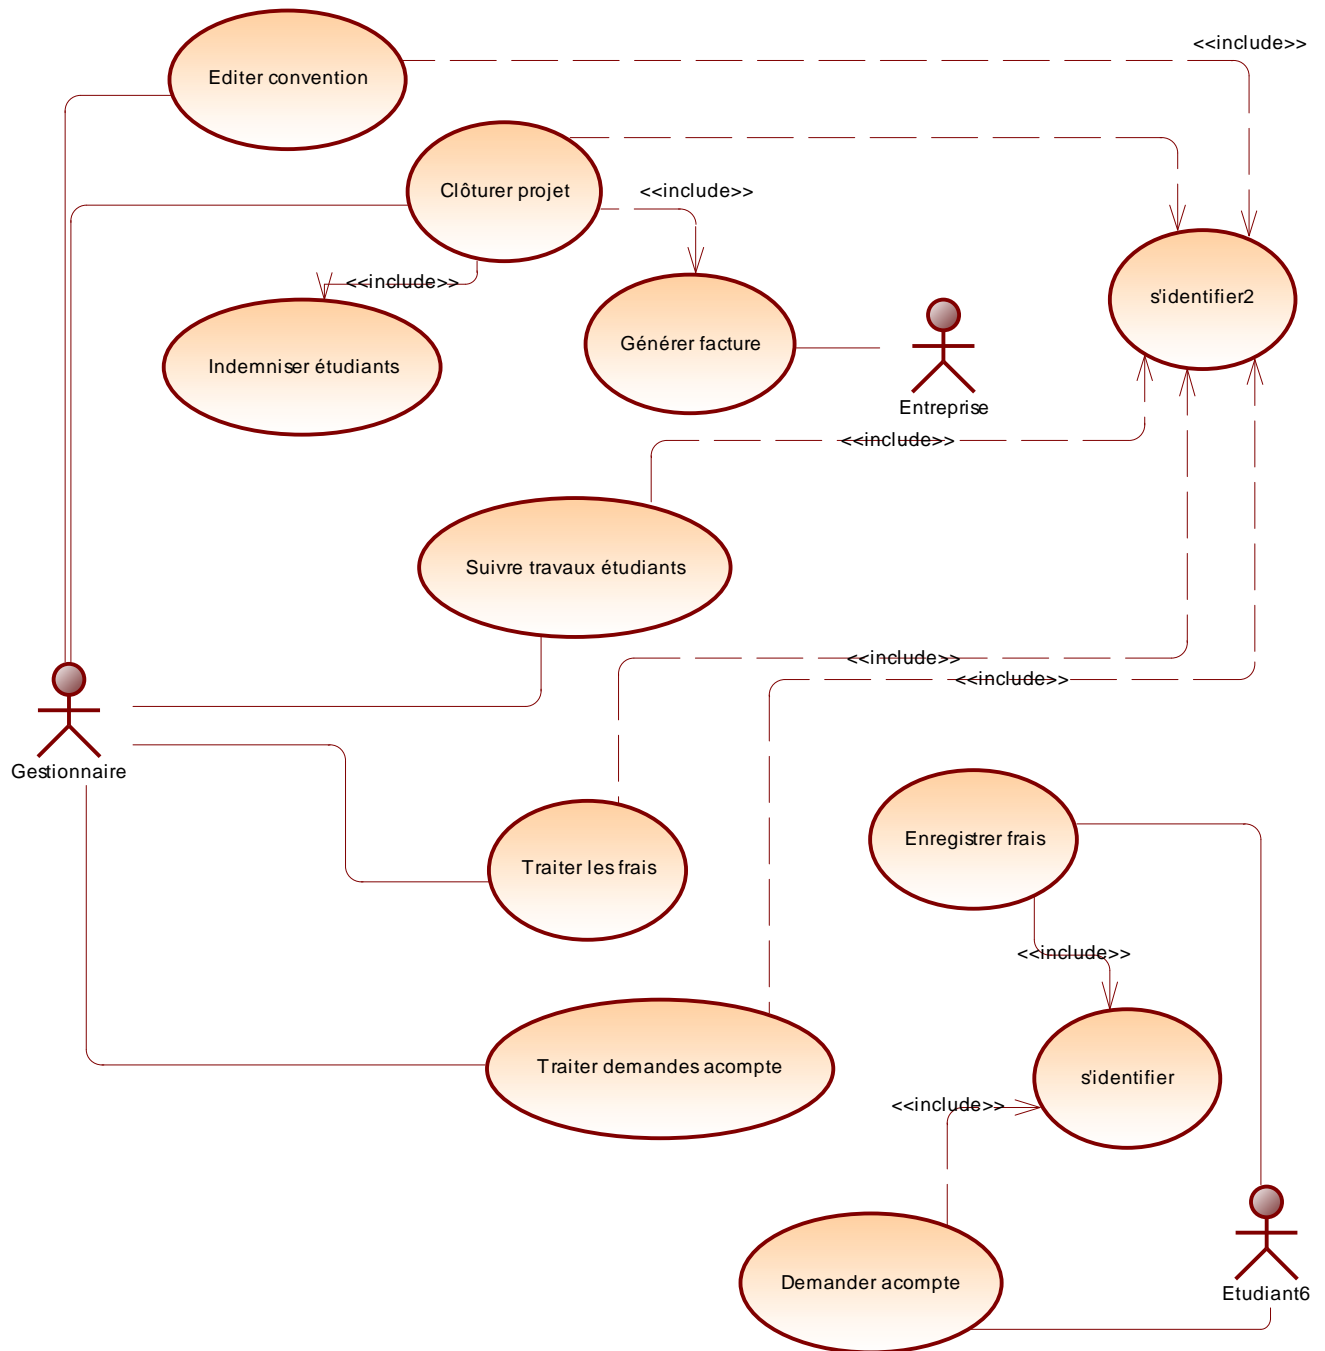 <<include>>
Editer convention
Clôturer projet
<<include>>
<<include>>
s'identifier2
Indemniser étudiants
Générer facture
Entreprise
<<include>>
Suivre travaux étudiants
<<include>>
<<include>>
Gestionnaire
Enregistrer frais
Traiter les frais
<<include>>
Traiter demandes acompte
s'identifier
<<include>>
Demander acompte
Etudiant6